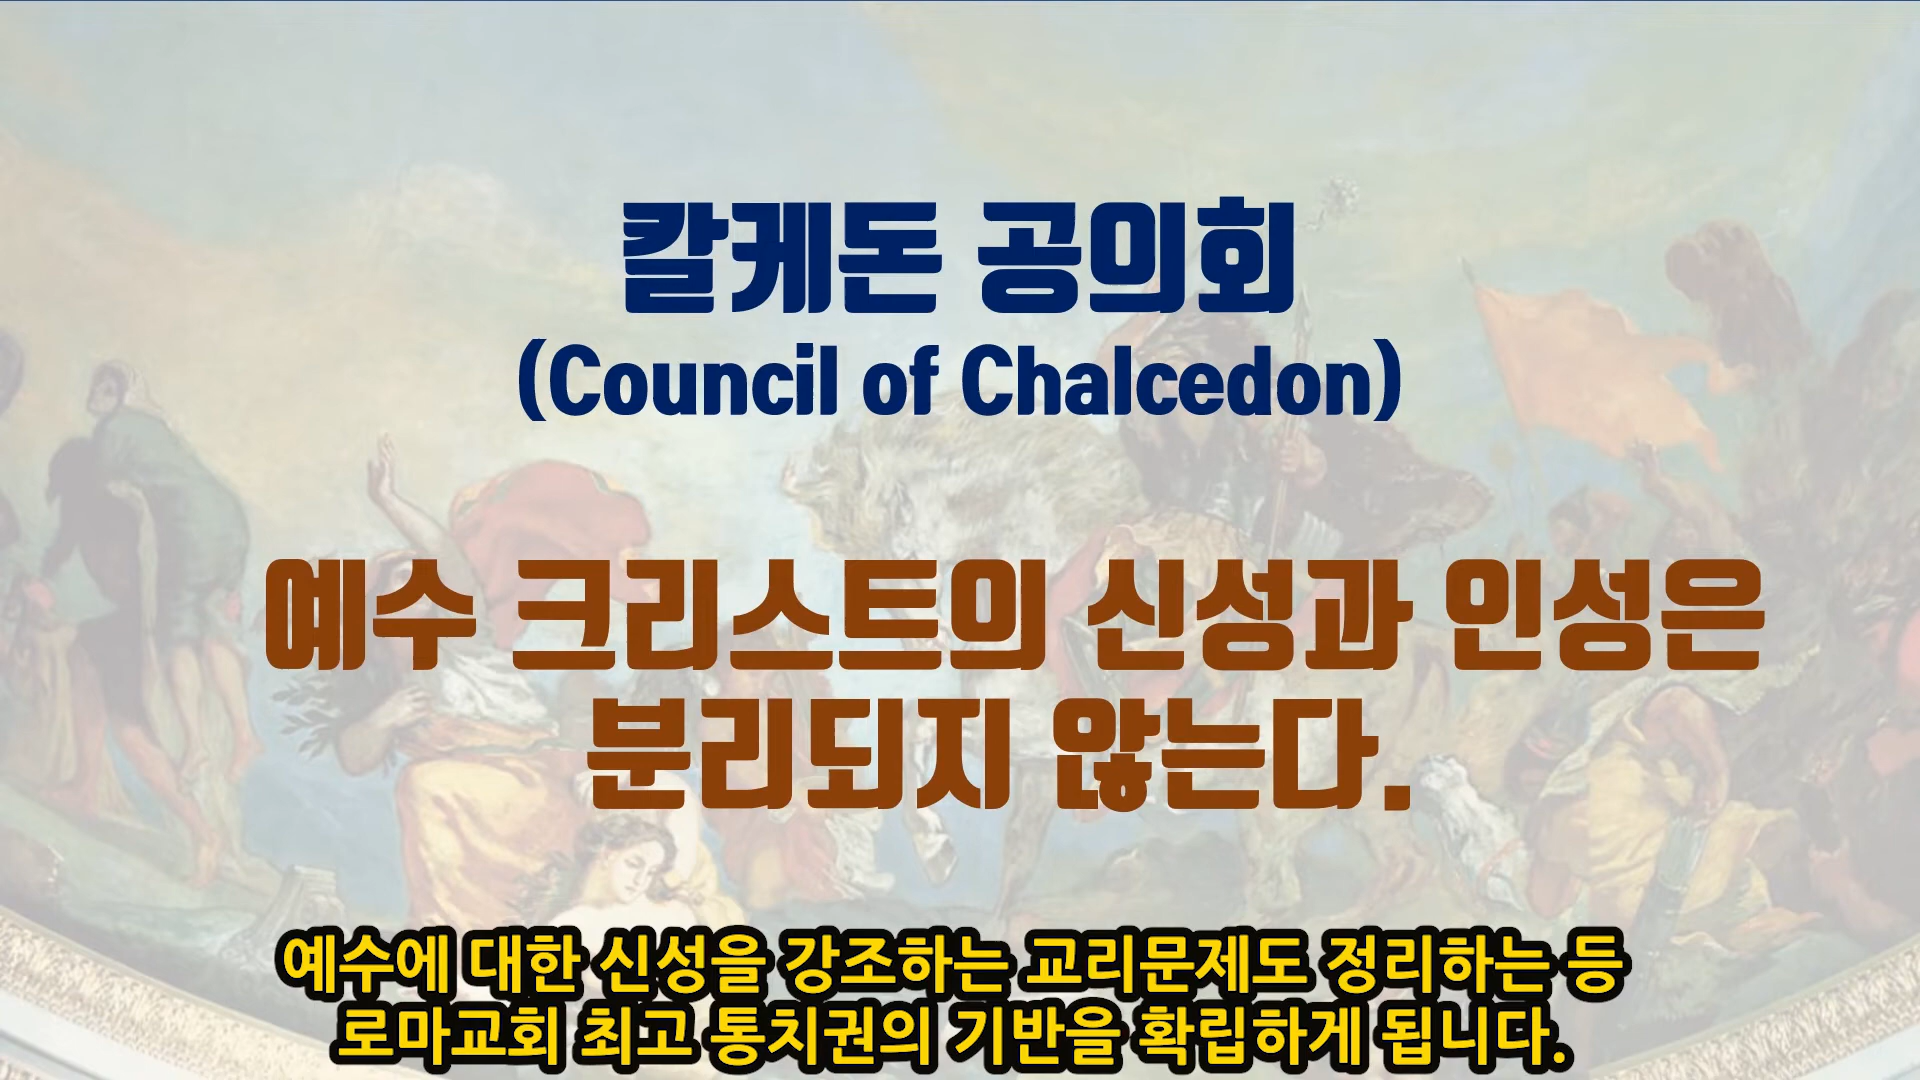 칼케돈 공의회
(Council of Chalcedon)
예수 크리스트의 신성과 인성은
분리되지 않는다.
예수에 대한 신성을 강조하는 교리문제도 정리하는 등
로마교회 최고 통치권의 기반을 확립하게 됩니다.